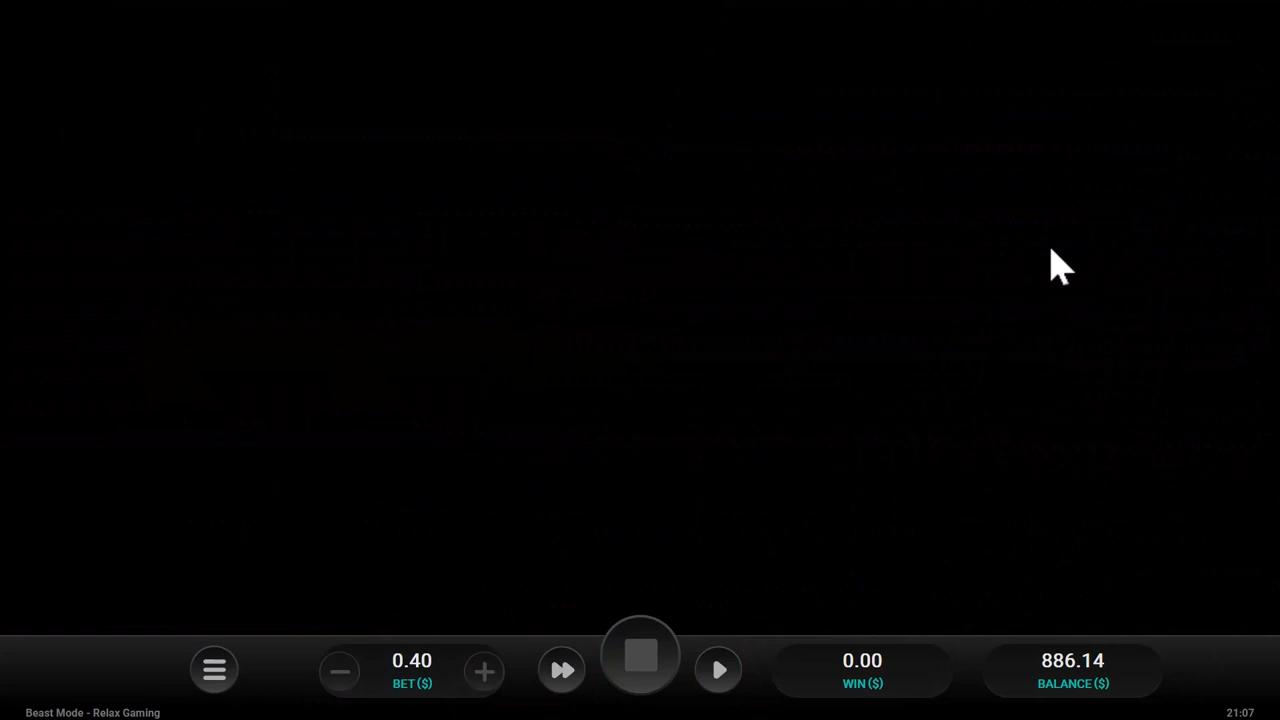 0.40
BET ($)
0.00
WIN ($)
886.14
BALANCE ($)
Beast Mode - Relax Gaming
21:07